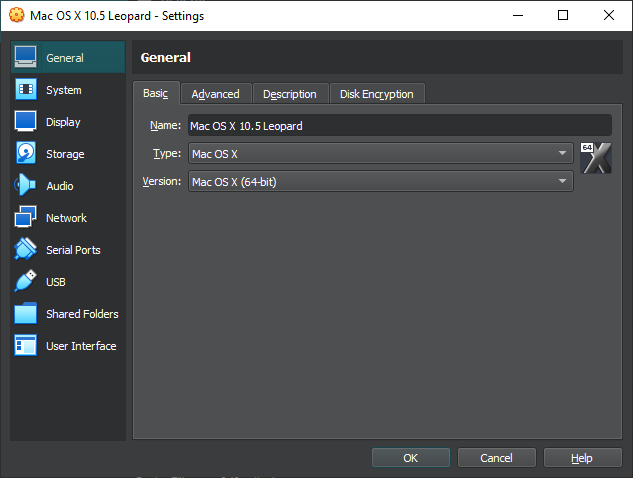 Mac OS X 10.5 Leopard - Settings
General
System
Display
Storage
Audio
Network
Serial Ports
USB
Shared Folders
User Interface
General
Basic Advanced Description Disk Encryption
Name: Mac OS X 10.5 Leopard
Type: Mac OS X
64
X
Version: Mac OS X (64-bit)
OK Cancel Help